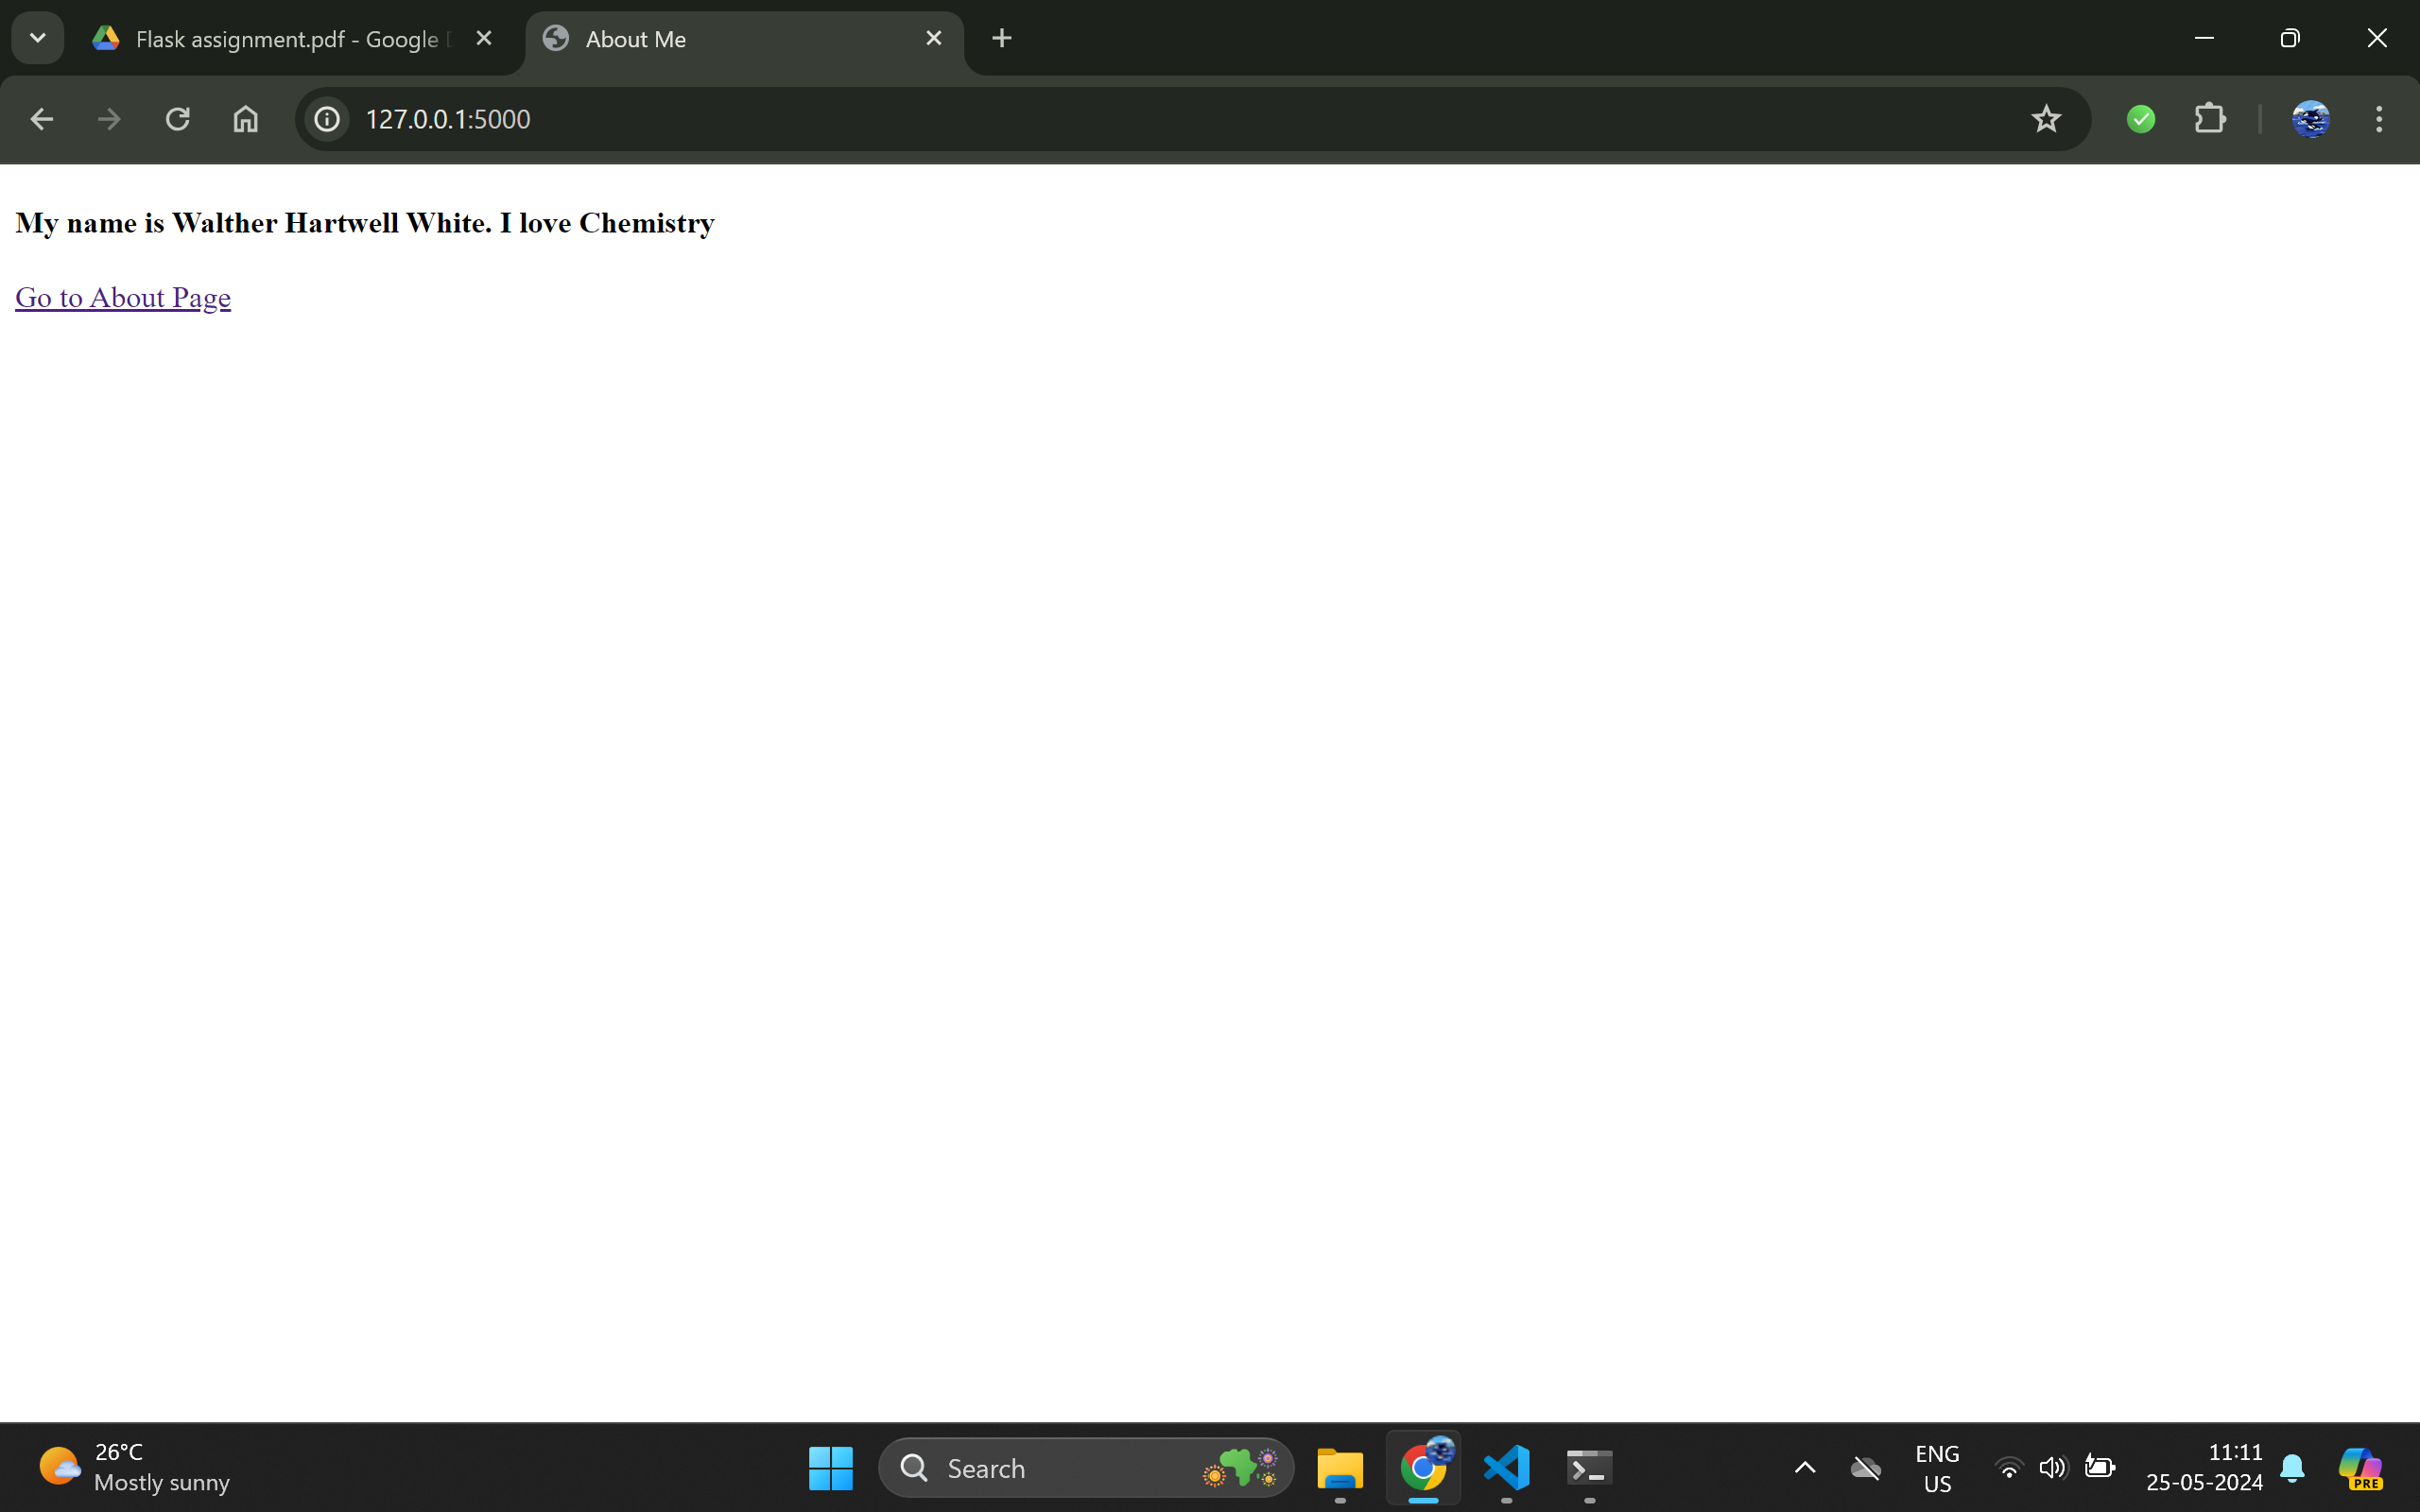 Flask assignment.pdf - Google
About Me
127.0.0.1:5000
My name is Walther Hartwell White. I love Chemistry
Go to About Page
26°C
Mostly sunny
Search
ENG
US
11:11
25-05-2024
PRE